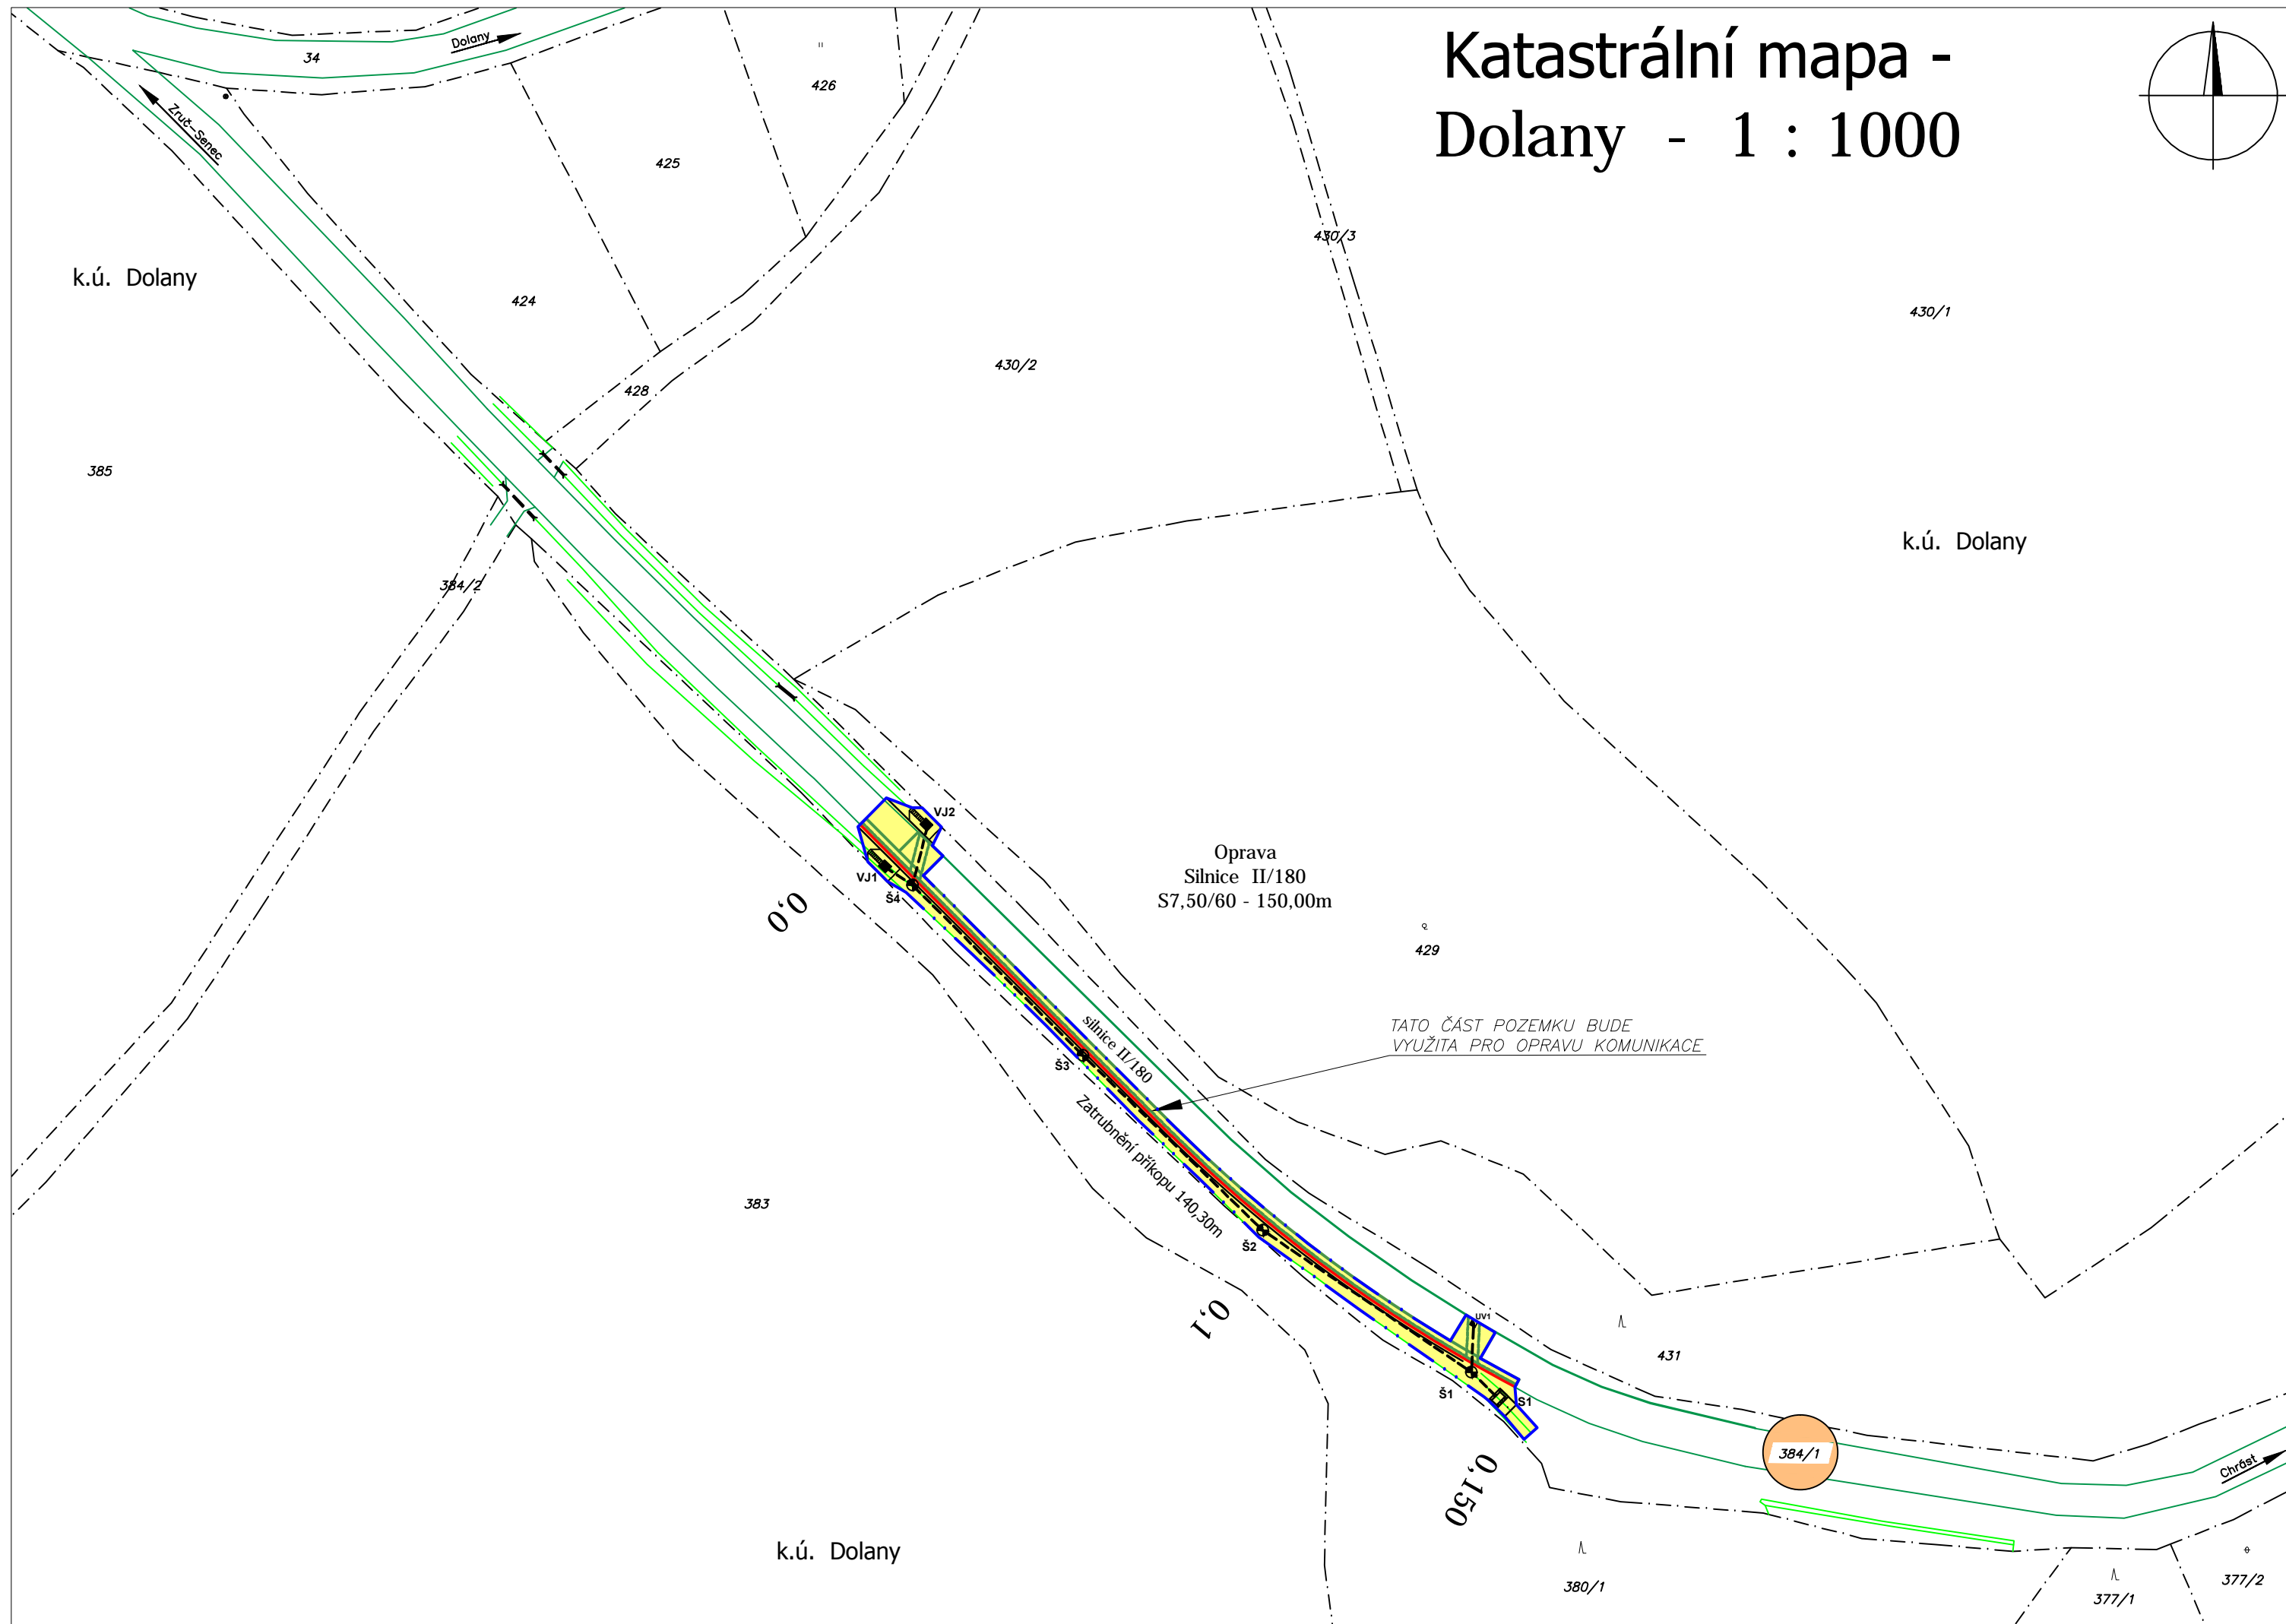 Katastrální mapa -
Dolany - 1 : 1000
34
Dolany
Zruč-Senec
426
425
424
428
430/3
430/2
430/1
k.ú. Dolany
385
384/2
k.ú. Dolany
VJ2
VJ1
Š4
0,0
Oprava
Silnice II/180
S7,50/60 - 150,00m
429
TATO ČÁST POZEMKU BUDE
VYUŽITA PRO OPRAVU KOMUNIKACE
silnice II/180
Š3
Zatrubnění příkopu 140,30m
383
Š2
0,1
UV1
431
Š1
S1
384/1
Chrást
0,150
k.ú. Dolany
380/1
377/1
377/2